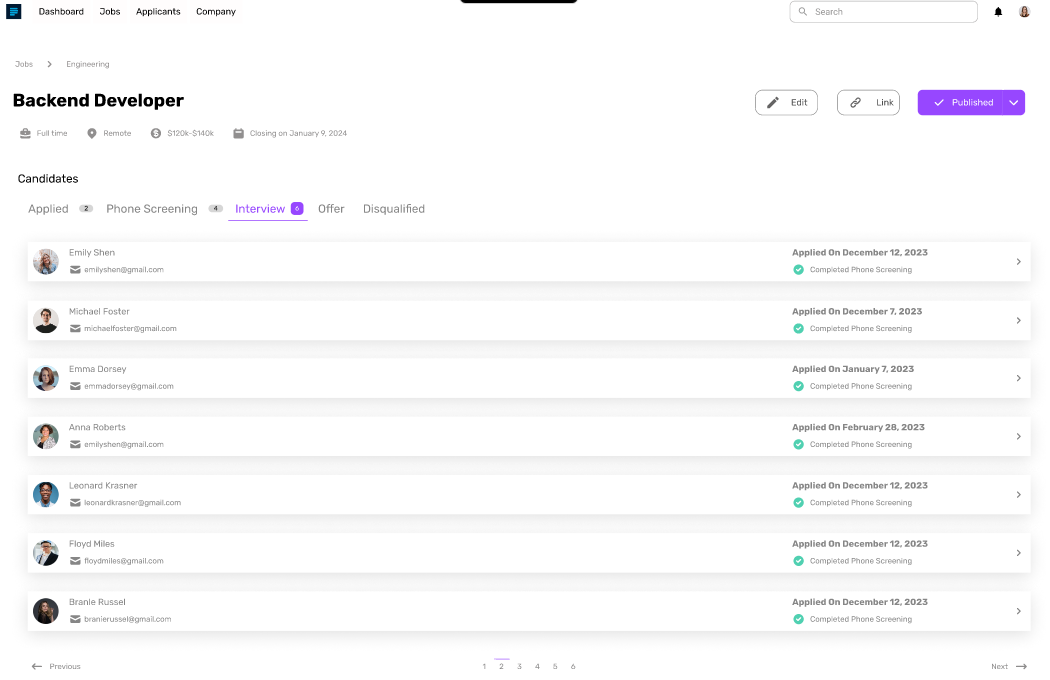 Dashboard Jobs Applicants Company Search
Jobs Engineering
Backend Developer Edit Link Published
Full time Remote $120k-$140k Closing on January 9, 2024
Candidates
Applied 2 Phone Screening 4 Interview 6 Offer Disqualified
Emily Shen Applied On December 12, 2023
emilyshen@gmail.com Completed Phone Screening
Michael Foster Applied On December 7, 2023
michaelfoster@gmail.com Completed Phone Screening
Emma Dorsey Applied On January 7, 2023
emmadorsey@gmail.com Completed Phone Screening
Anna Roberts Applied On February 28, 2023
emilyshen@gmail.com Completed Phone Screening
Leonard Krasner Applied On December 12, 2023
leonardkrasner@gmail.com Completed Phone Screening
Floyd Miles Applied On December 12, 2023
floydmiles@gmail.com Completed Phone Screening
Branie Russel Applied On December 12, 2023
branierussel@gmail.com Completed Phone Screening
Previous 1 2 3 4 5 6 Next